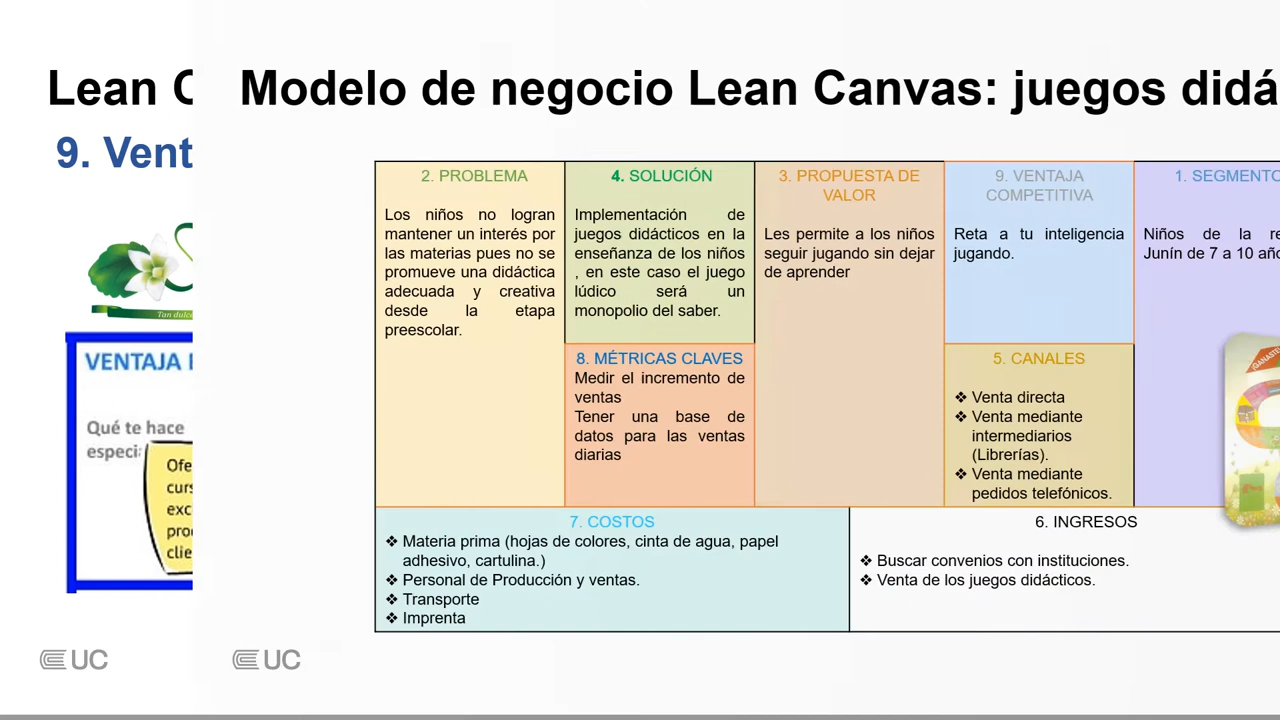 Lean C
9. Vent
Tan dulce
VENTAJA
Qué te hace
especi
Ofe
curs
exc
pro
clie
UC
Modelo de negocio Lean Canvas: juegos didá
2. PROBLEMA
Los niños no logran
mantener un interés por
las materias pues no se
promueve una didáctica
adecuada y creativa
desde la etapa
preescolar.
4. SOLUCIÓN
Implementación de
juegos didácticos en la
enseñanza de los niños
, en este caso el juego
lúdico será un
monopolio del saber.
8. MÉTRICAS CLAVES
Medir el incremento de
ventas
Tener una base de
datos para las ventas
diarias
3. PROPUESTA DE
VALOR
Les permite a los niños
seguir jugando sin dejar
de aprender
9. VENTAJA
COMPETITIVA
Reta a tu inteligencia
jugando.
5. CANALES
❖ Venta directa
❖ Venta mediante
intermediarios
(Librerías).
❖ Venta mediante
pedidos telefónicos.
1. SEGMENTO
Niños de la re
Junín de 7 a 10 año
¡GANASTE
7. COSTOS
❖ Materia prima (hojas de colores, cinta de agua, papel
adhesivo, cartulina.)
❖ Personal de Producción y ventas.
❖ Transporte
❖ Imprenta
6. INGRESOS
❖ Buscar convenios con instituciones.
❖ Venta de los juegos didácticos.
UC